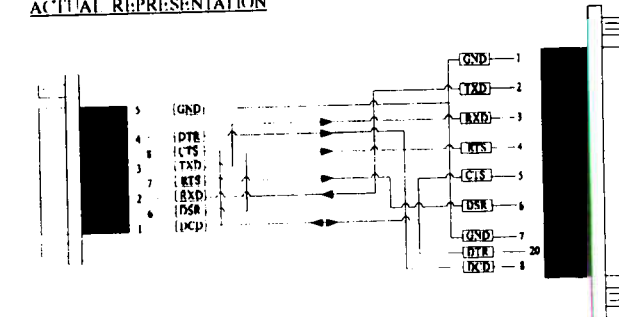 ACTUAL REPRESENTATION
5 GND
4 DTR
8 CTS
3 TXD
7 RTS
2 RXD
6 DSR
1 DCD
GND 1
TXD 2
RXD 3
RTS 4
CTS 5
DSR 6
GND 7
DTR 20
DCD 8